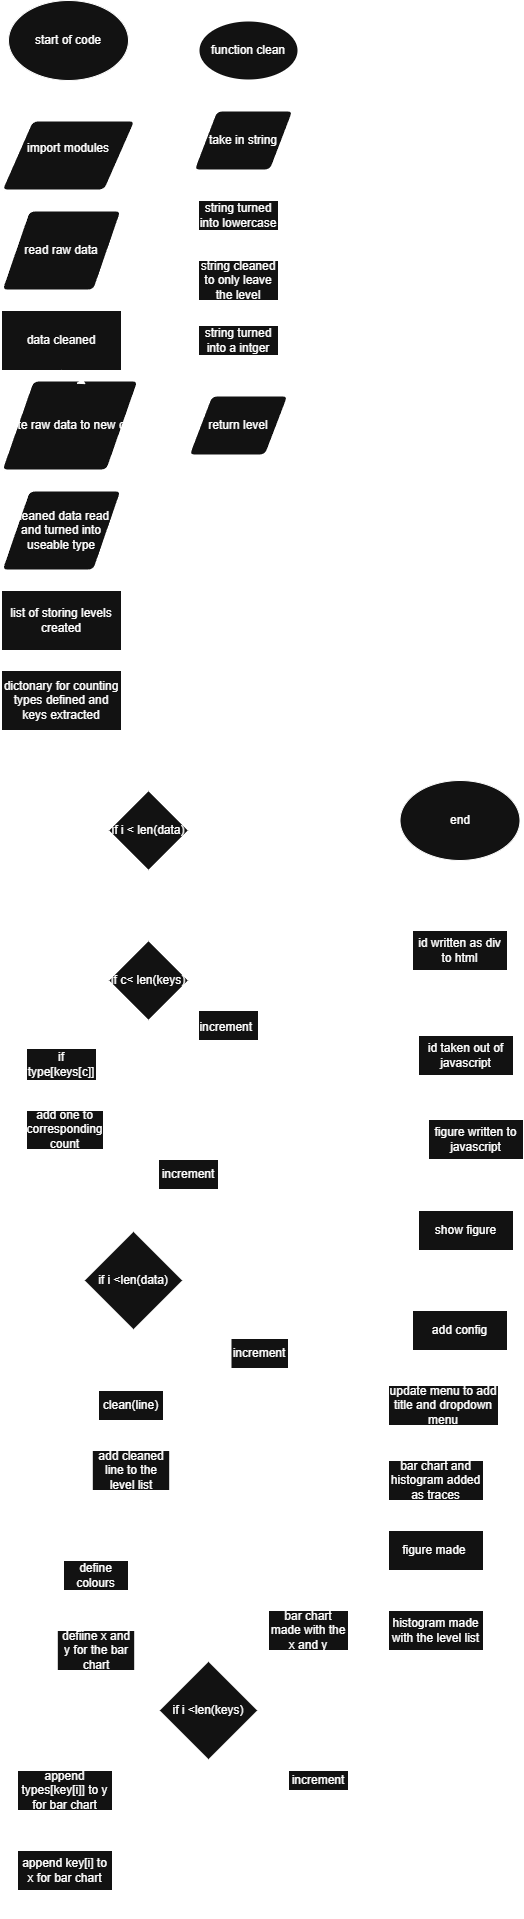 start of code
function clean
import modules
take in string
read raw data
string turned
into lowercase
string cleaned
to only leave
the level
data cleaned
string turned
into a intger
raw data to new
return level
data read
and turned into
useable type
list of storing levels
created
dictonary for counting
types defined and
keys extracted
if i < len(data)
end
id written as div
to html
if c< len(keys)
increment
if
type[keys[c]]
id taken out of
javascript
add one to
corresponding
count
figure written to
javascript
increment
show figure
if i <len(data)
add config
increment
clean(line)
update menu to add
title and dropdown
menu
add cleaned
line to the
level list
bar chart and
histogram added
as traces
figure made
define
colours
bar chart
made with the
x and y
histogram made
with the level list
define x and
y for the bar
chart
if i <len(keys)
append
types[key[i]] to y
for bar chart
increment
append key[i] to
x for bar chart